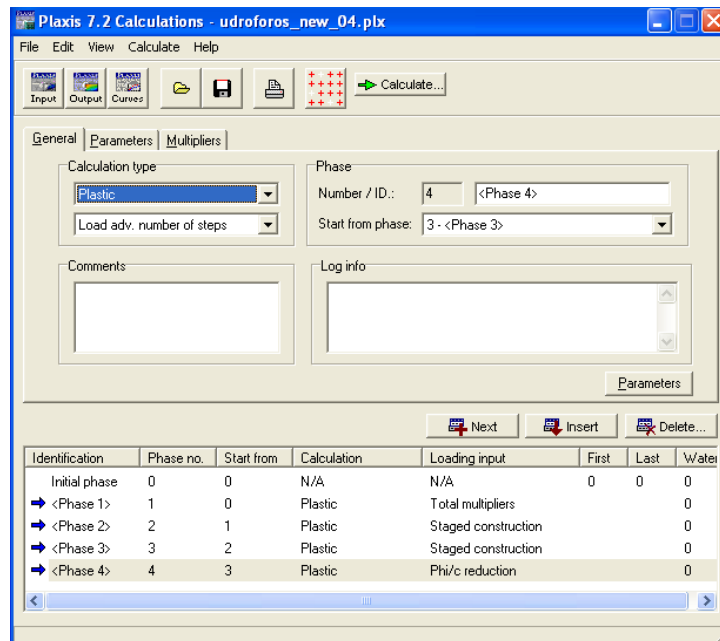 Plaxis 7.2 Calculations - udroforos_new_04.plx
File Edit View Calculate Help
PLAXIS PLAXIS PLAXIS
Input Output Curves Calculate...
General Parameters Multipliers
Calculation type Phase
Plastic Number / ID.: 4 <Phase 4>
Load adv. number of steps Start from phase: 3 - <Phase 3>
Comments Log info
Parameters
Next Insert Delete...
Identification Phase no. Start from Calculation Loading input First Last Water
Initial phase 0 0 N/A N/A 0 0 0
<Phase 1> 1 0 Plastic Total multipliers 0
<Phase 2> 2 1 Plastic Staged construction 0
<Phase 3> 3 2 Plastic Staged construction 0
<Phase 4> 4 3 Plastic Phi/c reduction 0